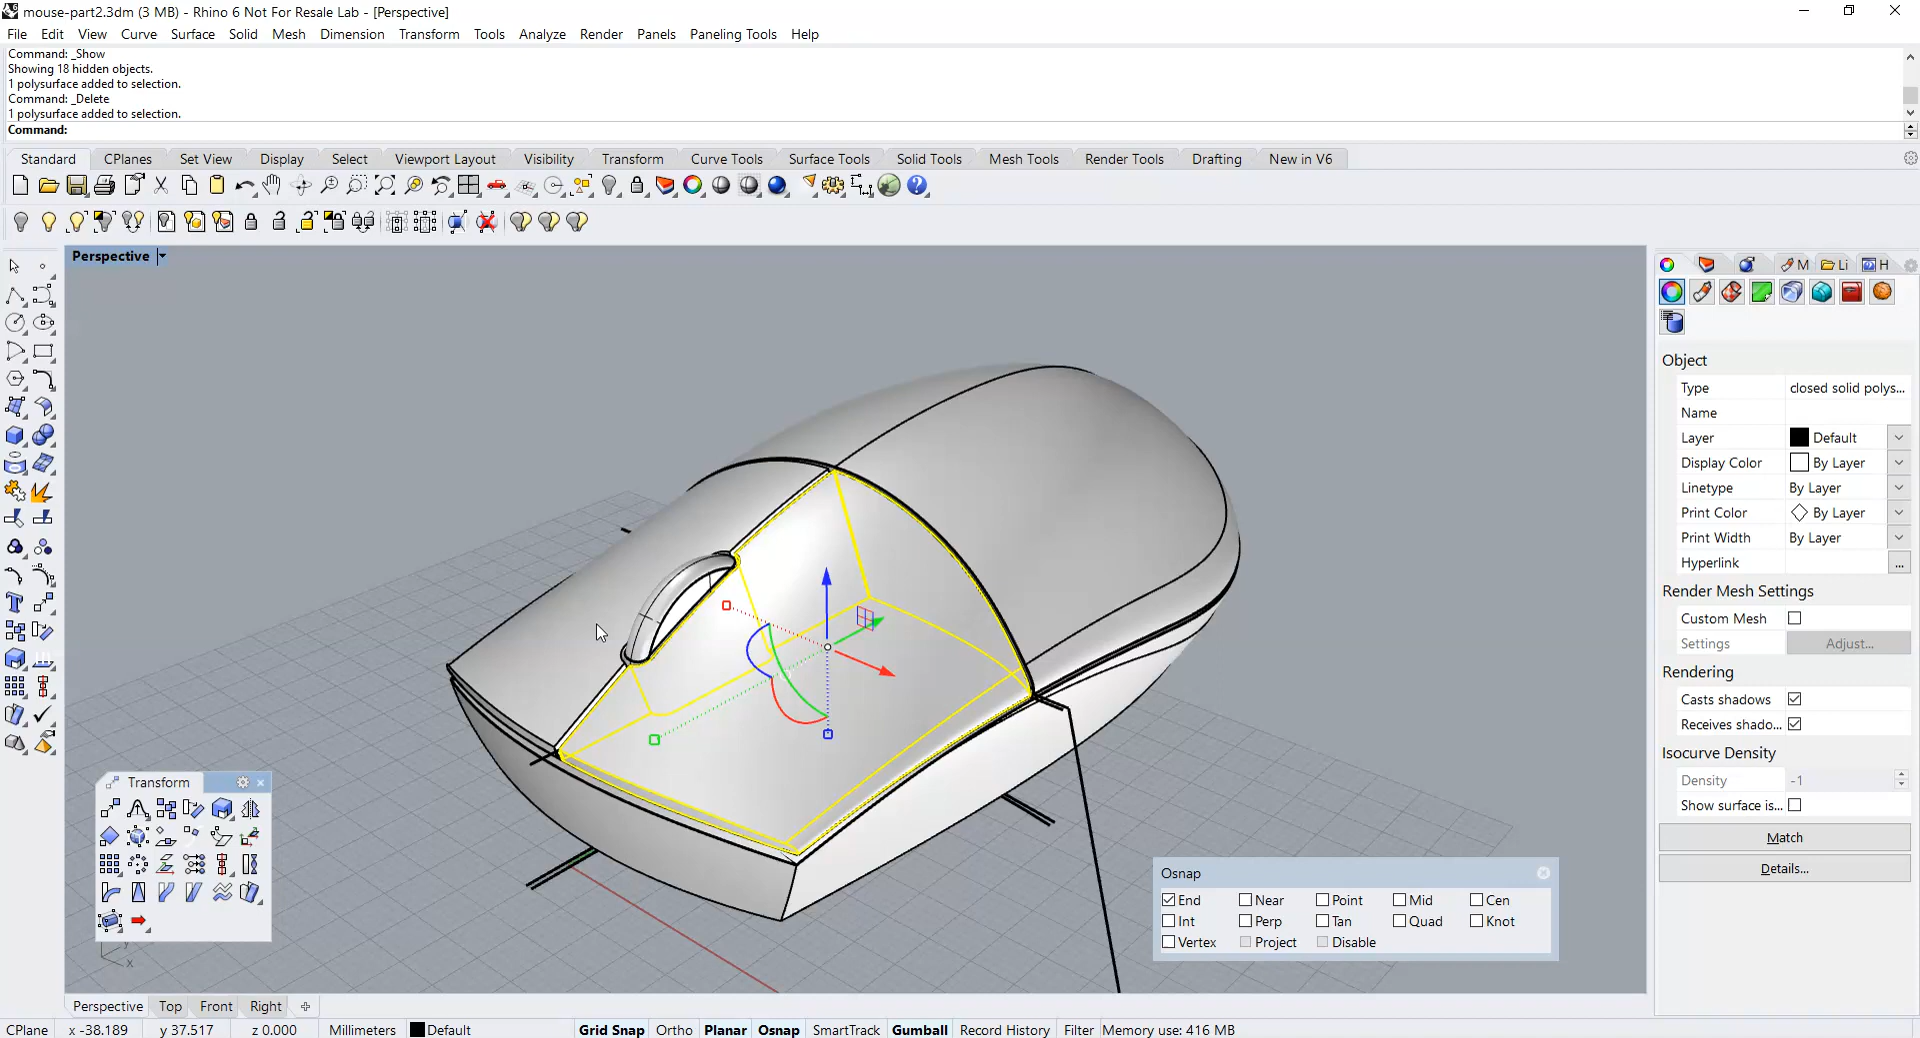 mouse-part2.3dm (3 MB) - Rhino 6 Not For Resale Lab - [Perspective]
File Edit View Curve Surface Solid Mesh Dimension Transform Tools Analyze Render Panels Paneling Tools Help
Command: _Show
Showing 18 hidden objects.
1 polysurface added to selection.
Command: _Delete
1 polysurface added to selection.
Command:
Standard CPlanes Set View Display Select Viewport Layout Visibility Transform Curve Tools Surface Tools Solid Tools Mesh Tools Render Tools Drafting New in V6
Perspective
M Li H
Object
Type closed solid polys...
Name
Layer Default
Display Color By Layer
Linetype By Layer
Print Color By Layer
Print Width By Layer
Hyperlink ...
Render Mesh Settings
Custom Mesh
Settings Adjust...
Rendering
Casts shadows
Receives shado...
Isocurve Density
Density -1
Show surface is...
Match
Details...
Transform
Osnap
End Near Point Mid Cen
Int Perp Tan Quad Knot
Vertex Project Disable
y
x
Perspective Top Front Right
CPlane x -38.189 y 37.517 z 0.000 Millimeters Default Grid Snap Ortho Planar Osnap SmartTrack Gumball Record History Filter Memory use: 416 MB